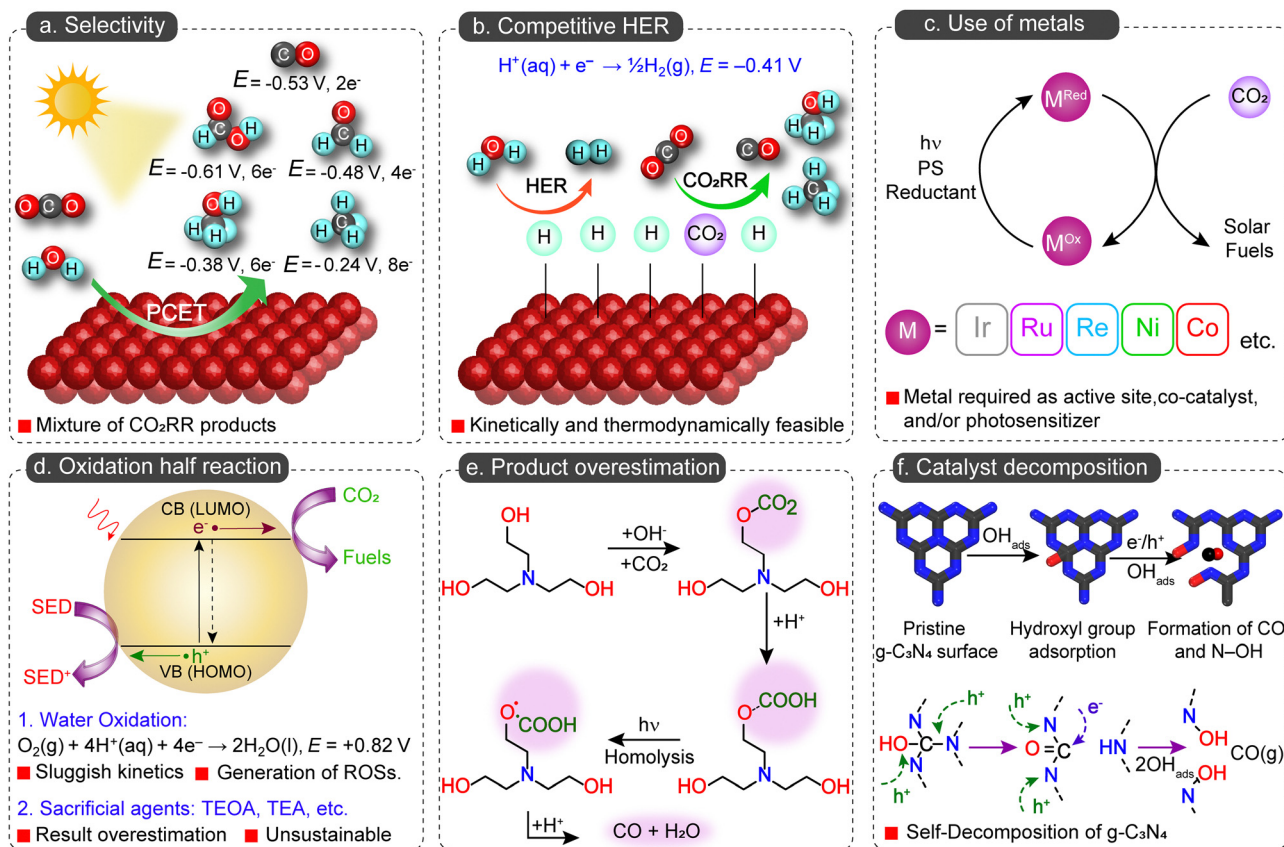 a. Selectivity
C O
E = -0.53 V, 2e⁻
O
H C H
O
E = -0.61 V, 6e⁻
O
C
H H
E = -0.48 V, 4e⁻
O C O
H O H
O H
C
H H
E = -0.38 V, 6e⁻
H
C H
H H
E = -0.24 V, 8e⁻
PCET
Mixture of CO₂RR products
b. Competitive HER
H⁺(aq) + e⁻ → ½H₂(g), E = –0.41 V
H O H
H H
HER
O C O
CO₂RR
C O
O H
C
H H
H
C H
H H
H H H CO₂ H
Kinetically and thermodynamically feasible
c. Use of metals
M^Red
CO₂
hν
PS
Reductant
M^Ox
Solar
Fuels
M = Ir Ru Re Ni Co etc.
Metal required as active site,co-catalyst,
and/or photosensitizer
d. Oxidation half reaction
CB (LUMO)
e⁻
CO₂
Fuels
SED
h⁺
VB (HOMO)
SED⁺
1. Water Oxidation:
O₂(g) + 4H⁺(aq) + 4e⁻ → 2H₂O(l), E = +0.82 V
Sluggish kinetics
Generation of ROSs.
2. Sacrificial agents: TEOA, TEA, etc.
Result overestimation
Unsustainable
e. Product overestimation
OH
N
HO OH
+OH⁻
+CO₂
CO₂
O
N
HO OH
+H⁺
COOH
O
N
HO OH
hν
Homolysis
O• •COOH
N
HO OH
+H⁺
CO + H₂O
f. Catalyst decomposition
OH_ads
e⁻/h⁺
OH_ads
Pristine
g-C₃N₄ surface
Hydroxyl group
adsorption
Formation of CO
and N–OH
N h⁺
HO C N
N
h⁺
h⁺ N e⁻
O=C
N
h⁺
HN
2OH_ads
N
OH
CO(g)
OH
N
Self-Decomposition of g-C₃N₄